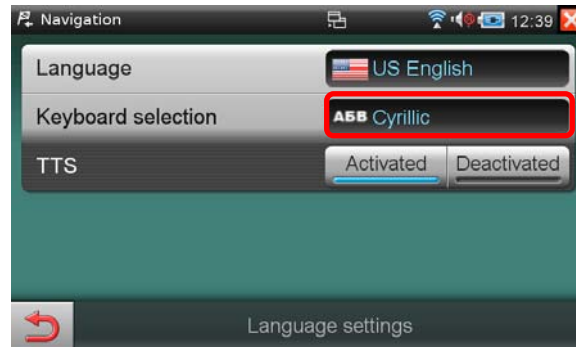 Navigation 12:39
Language US English
Keyboard selection АБВ Cyrillic
TTS Activated Deactivated
Language settings